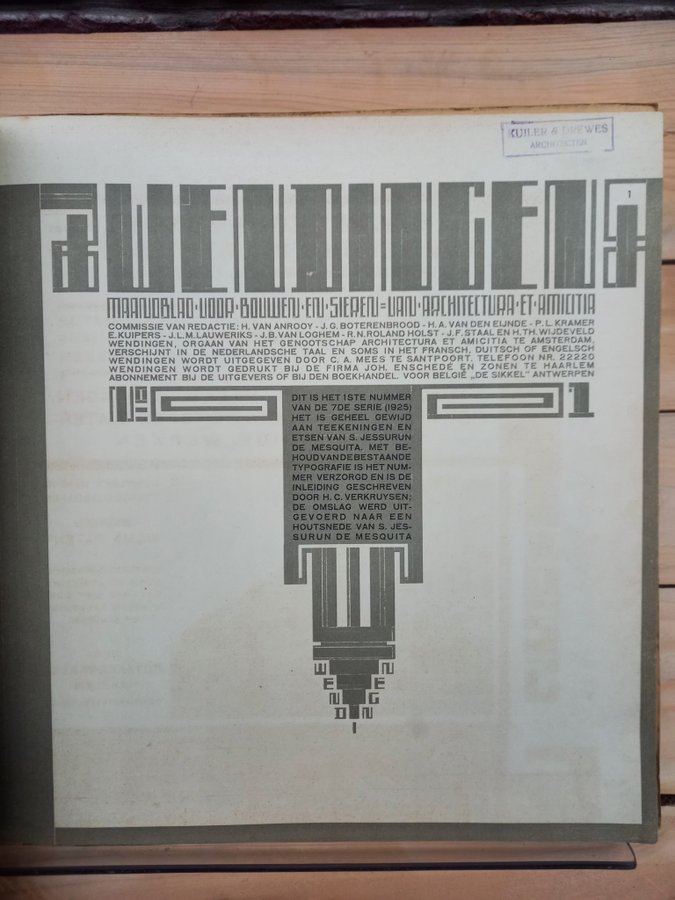 KUILER & DREWES
ARCHITECTEN
WENDINGEN
1
MAANDBLAD·VOOR·BOUWEN·EN·SIEREN=VAN·ARCHITECTURA·ET·AMICITIA
COMMISSIE VAN REDACTIE: H. VAN ANROOY - J. G. BOTERENBROOD - H. A. VAN DEN EIJNDE - P. L. KRAMER
E. KUIPERS - J. L. M. LAUWERIKS - J. B. VAN LOGHEM - R. N. ROLAND HOLST - J. F. STAAL EN H. TH. WIJDEVELD
WENDINGEN, ORGAAN VAN HET GENOOTSCHAP ARCHITECTURA ET AMICITIA TE AMSTERDAM,
VERSCHIJNT IN DE NEDERLANDSCHE TAAL EN SOMS IN HET FRANSCH, DUITSCH OF ENGELSCH
WENDINGEN WORDT UITGEGEVEN DOOR C. A. MEES TE SANTPOORT. TELEFOON NR. 22220
WENDINGEN WORDT GEDRUKT BIJ DE FIRMA JOH. ENSCHEDÉ EN ZONEN TE HAARLEM
ABONNEMENT BIJ DE UITGEVERS OF BIJ DEN BOEKHANDEL. VOOR BELGIË „DE SIKKEL” ANTWERPEN
No 1
DIT IS HET 1STE NUMMER
VAN DE 7DE SERIE (1925)
HET IS GEHEEL GEWIJD
AAN TEEKENINGEN EN
ETSEN VAN S. JESSURUN
DE MESQUITA. MET BE-
HOUD VAN DE BESTAANDE
TYPOGRAFIE IS HET NUM-
MER VERZORGD EN IS DE
INLEIDING GESCHREVEN
DOOR H. C. VERKRUYSEN;
DE OMSLAG WERD UIT-
GEVOERD NAAR EEN
HOUTSNEDE VAN S. JES-
SURUN DE MESQUITA
WENDINGEN